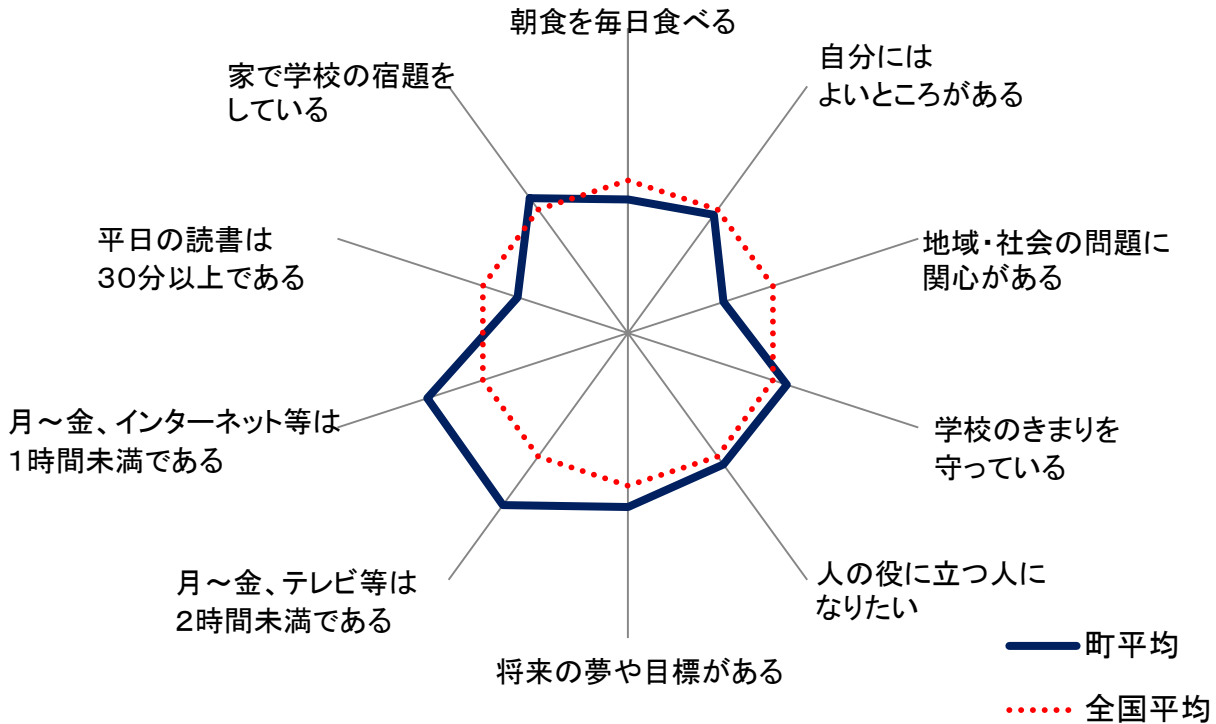 朝食を毎日食べる
自分には
よいところがある
地域・社会の問題に
関心がある
学校のきまりを
守っている
人の役に立つ人に
なりたい
将来の夢や目標がある
月～金、テレビ等は
2時間未満である
月～金、インターネット等は
1時間未満である
平日の読書は
30分以上である
家で学校の宿題を
している
町平均
全国平均